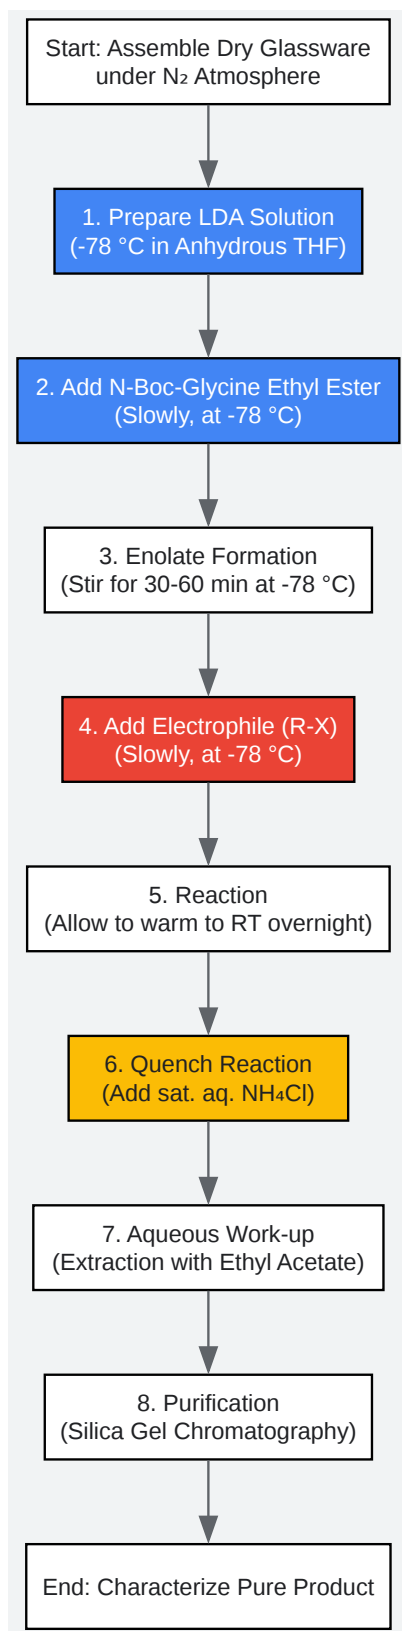 Start: Assemble Dry Glassware
under N₂ Atmosphere
1. Prepare LDA Solution
(-78 °C in Anhydrous THF)
2. Add N-Boc-Glycine Ethyl Ester
(Slowly, at -78 °C)
3. Enolate Formation
(Stir for 30-60 min at -78 °C)
4. Add Electrophile (R-X)
(Slowly, at -78 °C)
5. Reaction
(Allow to warm to RT overnight)
6. Quench Reaction
(Add sat. aq. NH₄Cl)
7. Aqueous Work-up
(Extraction with Ethyl Acetate)
8. Purification
(Silica Gel Chromatography)
End: Characterize Pure Product